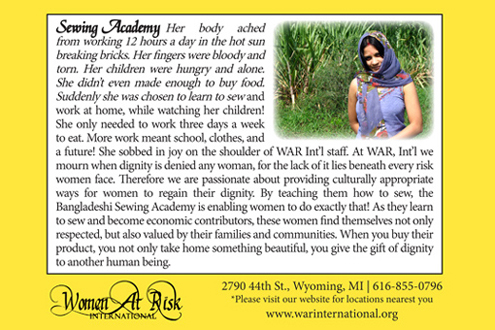 Sewing Academy Her body ached
from working 12 hours a day in the hot sun
breaking bricks. Her fingers were bloody and
torn. Her children were hungry and alone.
She didn't even made enough to buy food.
Suddenly she was chosen to learn to sew and
work at home, while watching her children!
She only needed to work three days a week
to eat. More work meant school, clothes, and
a future! She sobbed in joy on the shoulder of WAR Int'l staff. At WAR, Int'l we
mourn when dignity is denied any woman, for the lack of it lies beneath every risk
women face. Therefore we are passionate about providing culturally appropriate
ways for women to regain their dignity. By teaching them how to sew, the
Bangladeshi Sewing Academy is enabling women to do exactly that! As they learn
to sew and become economic contributors, these women find themselves not only
respected, but also valued by their families and communities. When you buy their
product, you not only take home something beautiful, you give the gift of dignity
to another human being.
Women At Risk
INTERNATIONAL
2790 44th St., Wyoming, MI | 616-855-0796
*Please visit our website for locations nearest you
www.warinternational.org